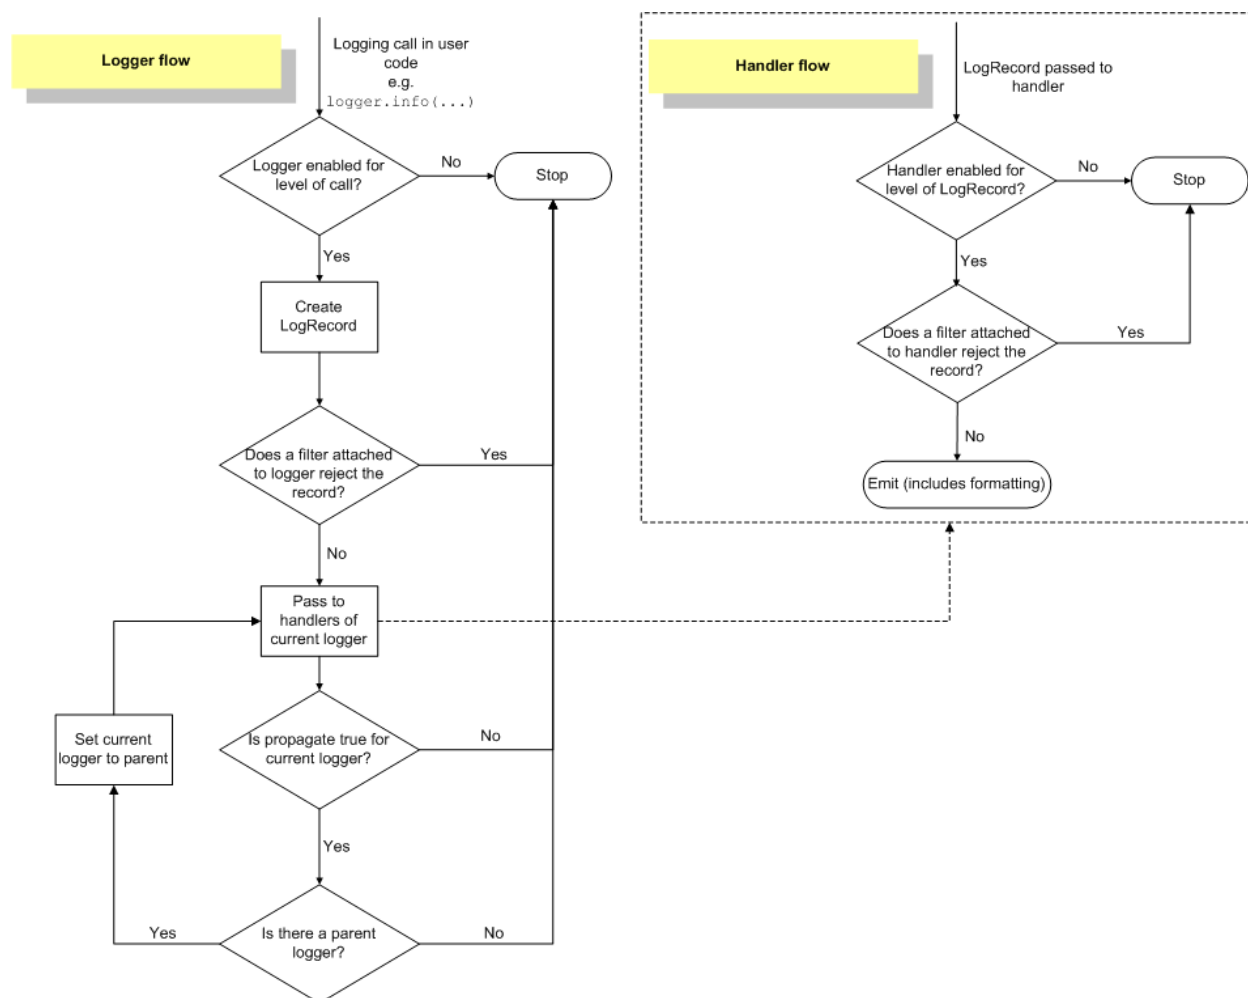 Logger flow
Logging call in user
code
e.g.
logger.info(...)
Logger enabled for
level of call?
No
Stop
Yes
Create
LogRecord
Does a filter attached
to logger reject the
record?
Yes
No
Pass to
handlers of
current logger
Set current
logger to parent
Is propagate true for
current logger?
No
Yes
Is there a parent
logger?
Yes
No
Handler flow
LogRecord passed to
handler
Handler enabled for
level of LogRecord?
No
Stop
Yes
Does a filter attached
to handler reject the
record?
Yes
No
Emit (includes formatting)